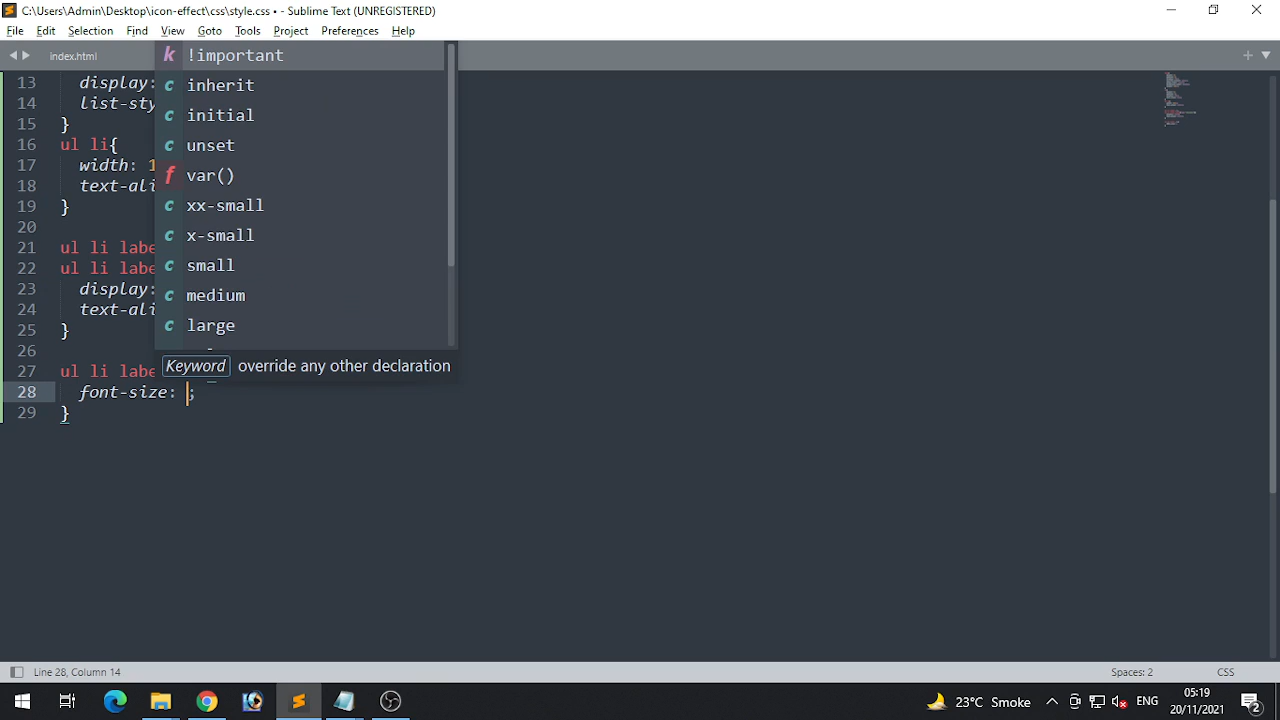 C:\Users\Admin\Desktop\icon-effect\css\style.css • - Sublime Text (UNREGISTERED)
File Edit Selection Find View Goto Tools Project Preferences Help
index.html
13 display:
14 list-sty
15 }
16 ul li{
17 width: 1
18 text-ali
19 }
20
21 ul li labe
22 ul li labe
23 display:
24 text-ali
25 }
26
27 ul li labe
28 font-size: ;
29 }
k !important
c inherit
c initial
c unset
f var()
c xx-small
c x-small
c small
c medium
c large
Keyword override any other declaration
Line 28, Column 14
Spaces: 2
CSS
23°C Smoke
ENG
05:19
20/11/2021
2